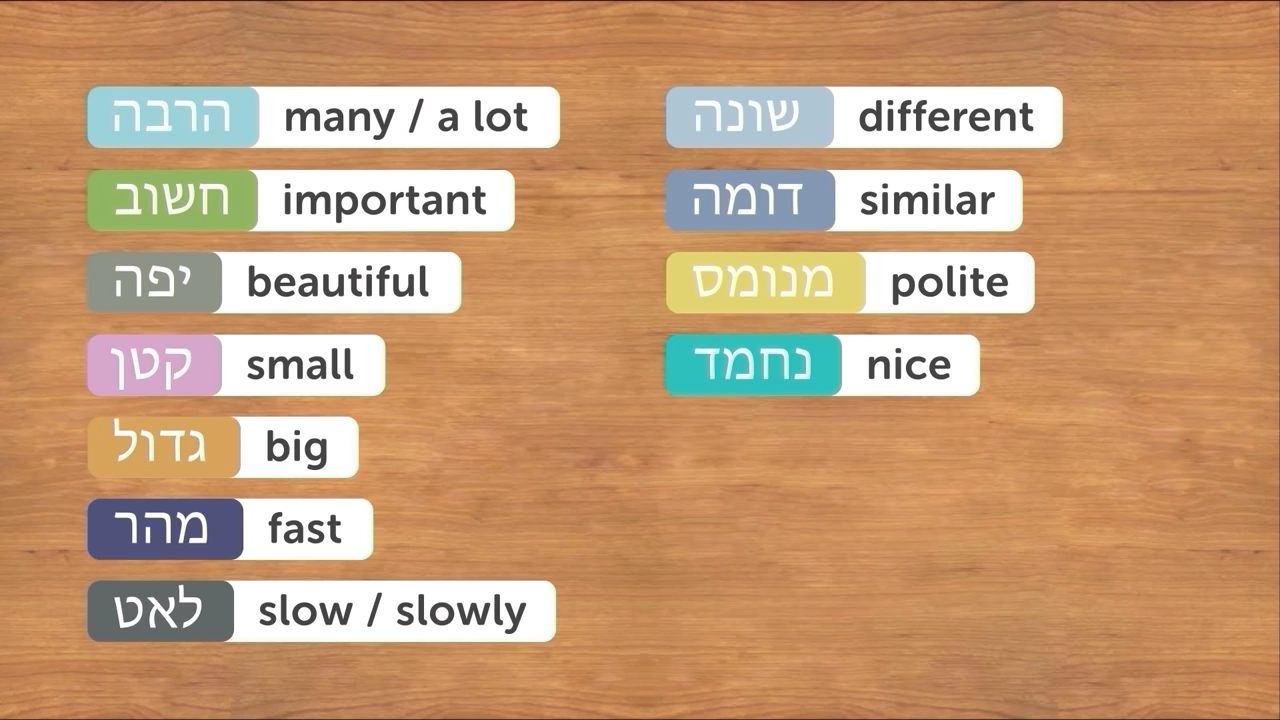 הרבה many / a lot
חשוב important
יפה beautiful
קטן small
גדול big
מהר fast
לאט slow / slowly
שונה different
דומה similar
מנומס polite
נחמד nice